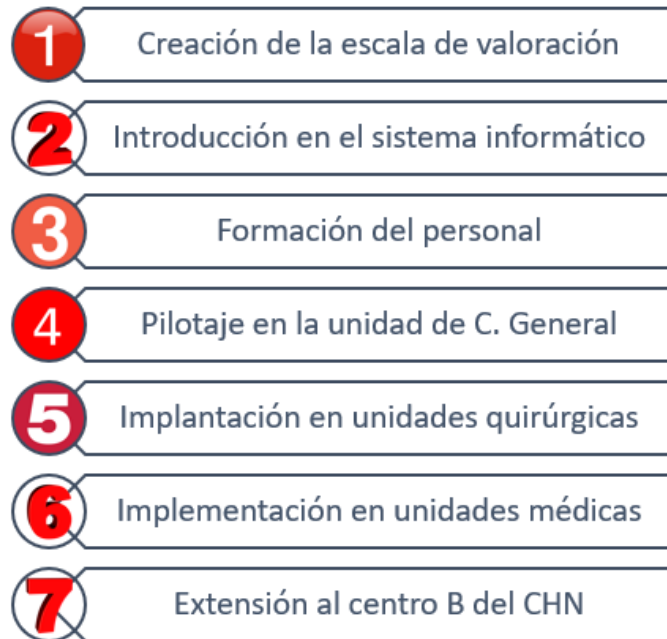 1 Creación de la escala de valoración
2 Introducción en el sistema informático
3 Formación del personal
4 Pilotaje en la unidad de C. General
5 Implantación en unidades quirúrgicas
6 Implementación en unidades médicas
7 Extensión al centro B del CHN